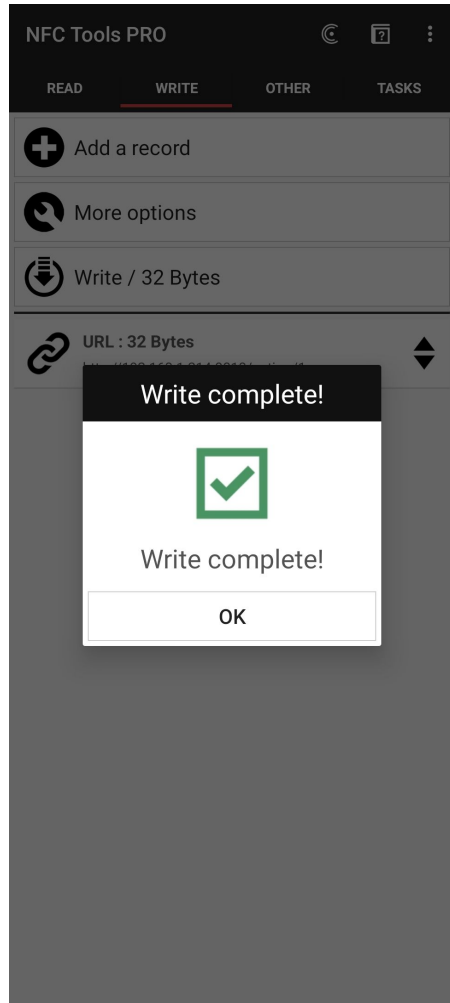 NFC Tools PRO
READ WRITE OTHER TASKS
Add a record
More options
Write / 32 Bytes
URL : 32 Bytes
Write complete!
Write complete!
OK